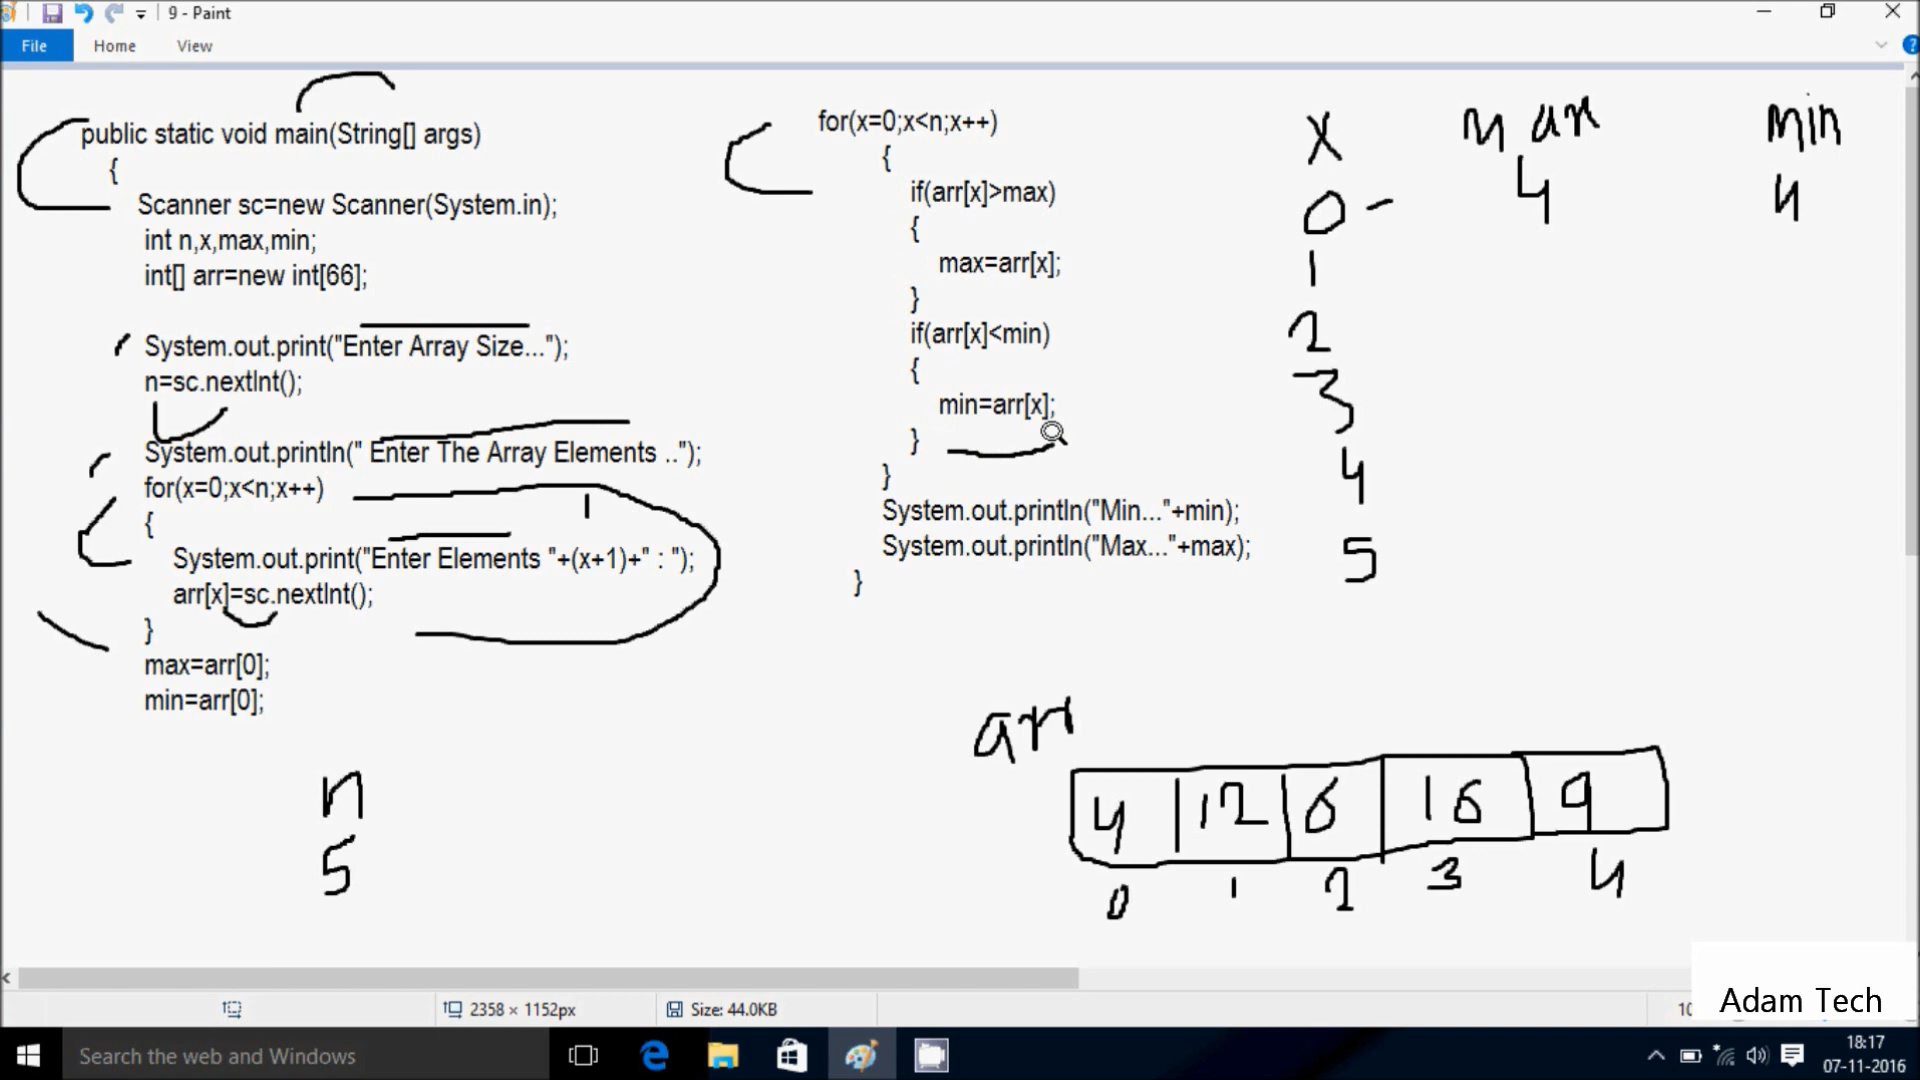 9 - Paint
File Home View
public static void main(String[] args)
{
Scanner sc=new Scanner(System.in);
int n,x,max,min;
int[] arr=new int[66];
System.out.print("Enter Array Size...");
n=sc.nextInt();
System.out.println(" Enter The Array Elements ..");
for(x=0;x<n;x++)
{
System.out.print("Enter Elements "+(x+1)+" : ");
arr[x]=sc.nextInt();
}
max=arr[0];
min=arr[0];
n
5
for(x=0;x<n;x++)
{
if(arr[x]>max)
{
max=arr[x];
}
if(arr[x]<min)
{
min=arr[x];
}
}
System.out.println("Min..."+min);
System.out.println("Max..."+max);
}
x max min
0 - 4 4
1
2
3
4
5
arr
4 12 6 16 9
0 1 2 3 4
2358 × 1152px Size: 44.0KB
Adam Tech
Search the web and Windows
18:17
07-11-2016